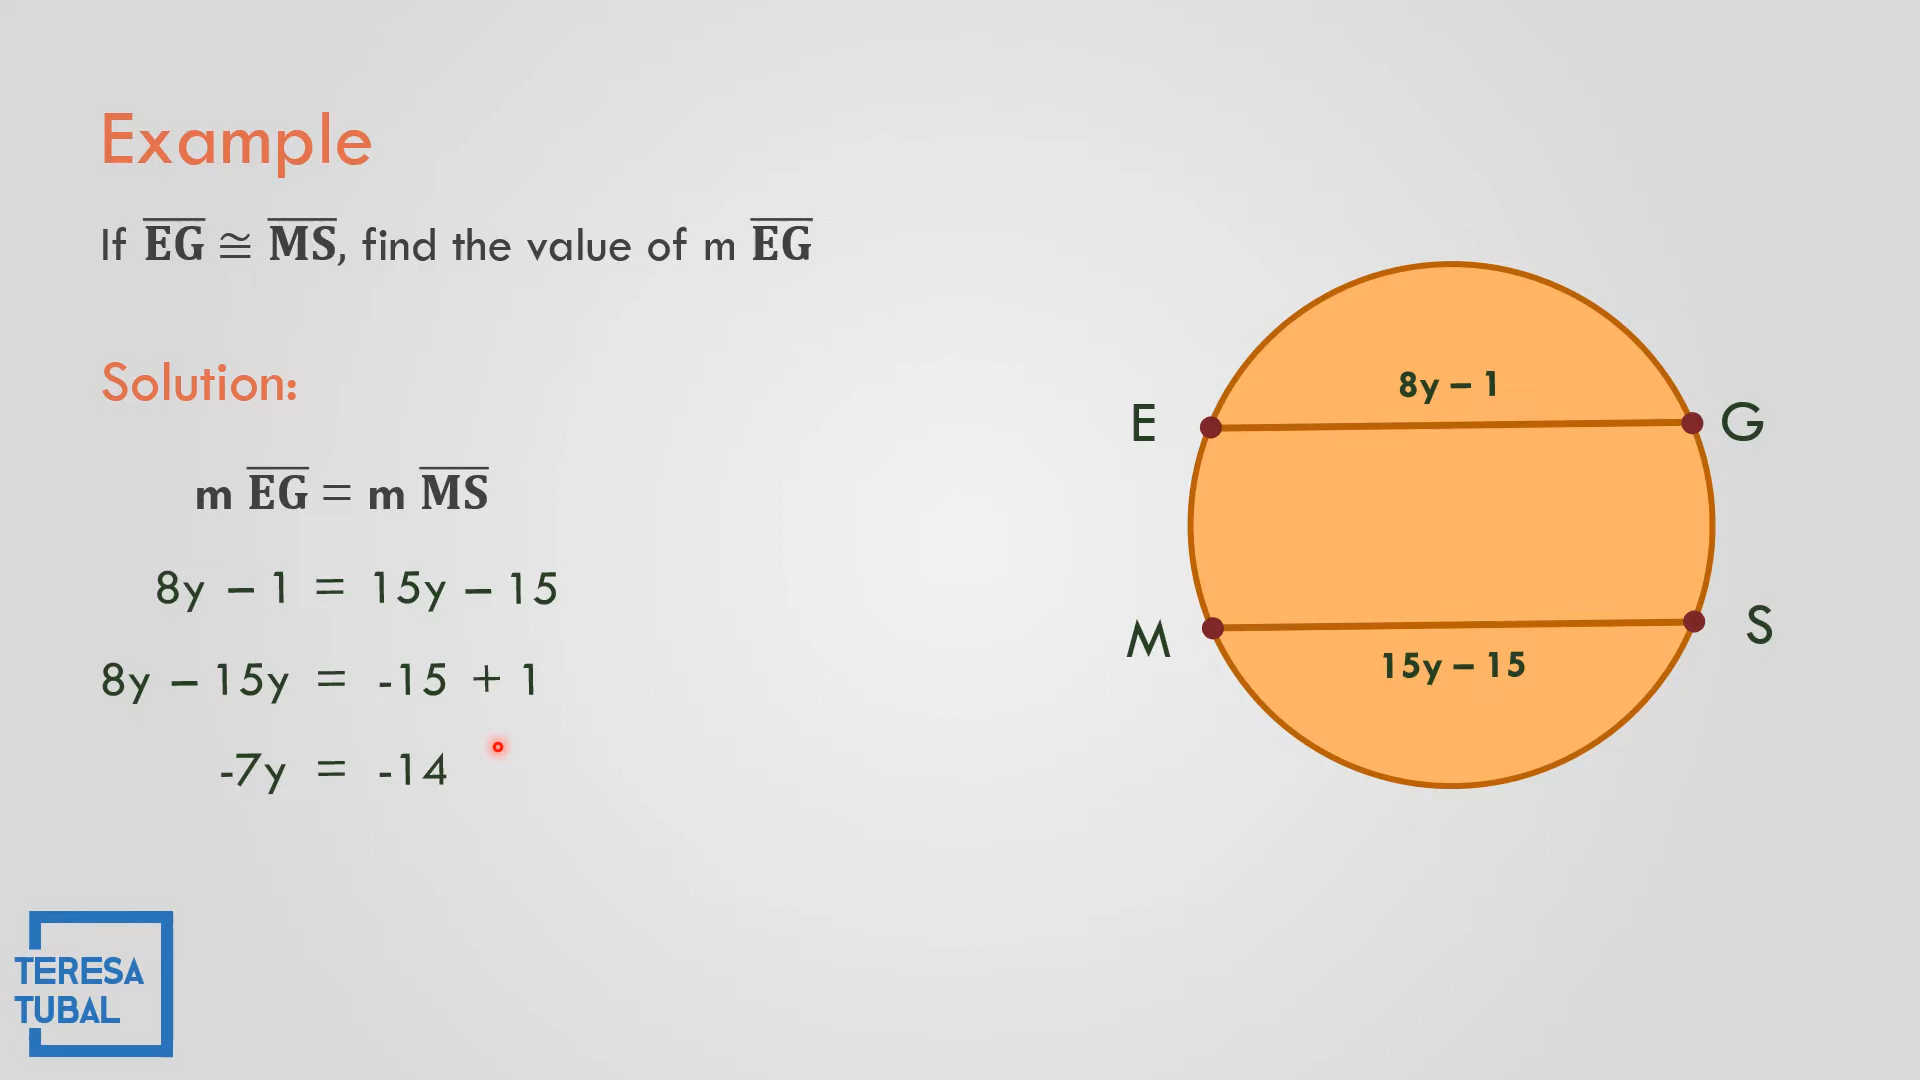 Example
If EG ≅ MS, find the value of m EG
Solution:
m EG = m MS
8y – 1 = 15y – 15
8y – 15y = -15 + 1
-7y = -14
8y – 1
E
G
M
S
15y – 15
TERESA
TUBAL